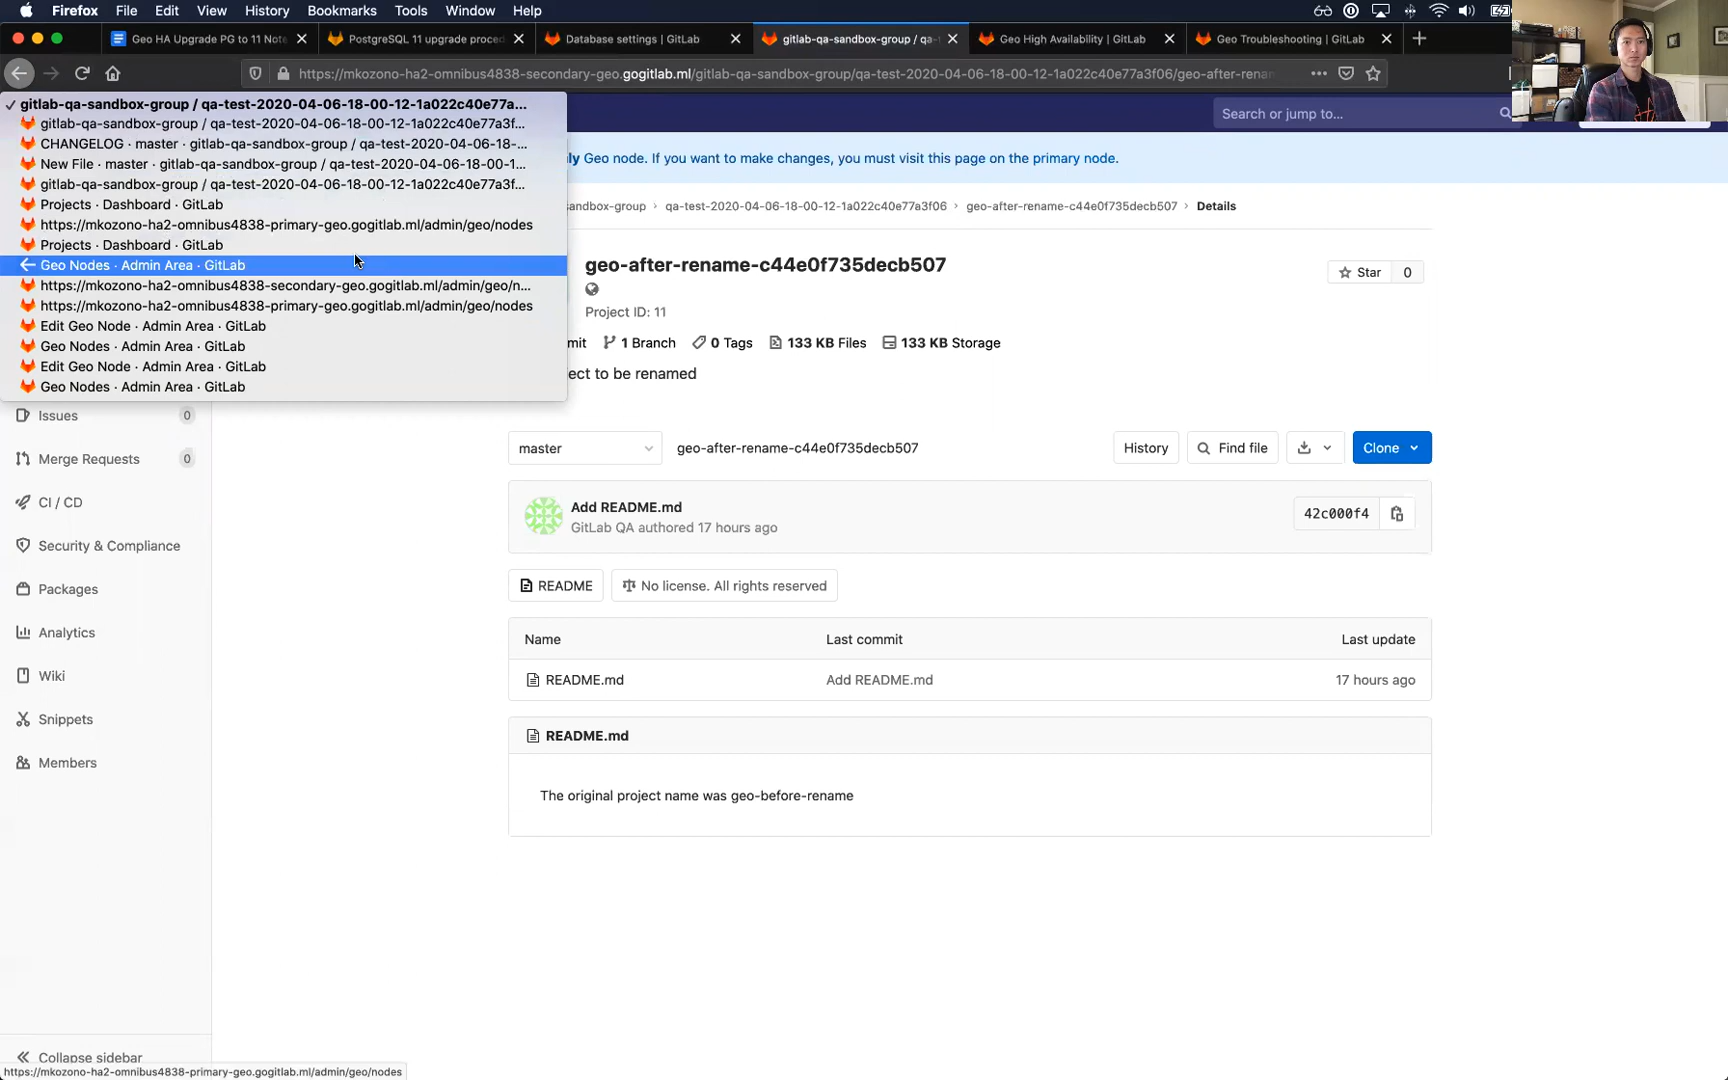 Firefox File Edit View History Bookmarks Tools Window Help
Geo HA Upgrade PG to 11 Note
PostgreSQL 11 upgrade proced
Database settings | GitLab
gitlab-qa-sandbox-group / qa-
Geo High Availability | GitLab
Geo Troubleshooting | GitLab
https://mkozono-ha2-omnibus4838-secondary-geo.gogitlab.ml/gitlab-qa-sandbox-group/qa-test-2020-04-06-18-00-12-1a022c40e77a3f06/geo-after-renan
gitlab-qa-sandbox-group / qa-test-2020-04-06-18-00-12-1a022c40e77a...
gitlab-qa-sandbox-group / qa-test-2020-04-06-18-00-12-1a022c40e77a3f...
CHANGELOG · master · gitlab-qa-sandbox-group / qa-test-2020-04-06-18-...
New File · master · gitlab-qa-sandbox-group / qa-test-2020-04-06-18-00-1...
gitlab-qa-sandbox-group / qa-test-2020-04-06-18-00-12-1a022c40e77a3f...
Projects · Dashboard · GitLab
https://mkozono-ha2-omnibus4838-primary-geo.gogitlab.ml/admin/geo/nodes
Projects · Dashboard · GitLab
Geo Nodes · Admin Area · GitLab
https://mkozono-ha2-omnibus4838-secondary-geo.gogitlab.ml/admin/geo/n...
https://mkozono-ha2-omnibus4838-primary-geo.gogitlab.ml/admin/geo/nodes
Edit Geo Node · Admin Area · GitLab
Geo Nodes · Admin Area · GitLab
Edit Geo Node · Admin Area · GitLab
Geo Nodes · Admin Area · GitLab
Search or jump to...
ly Geo node. If you want to make changes, you must visit this page on the primary node.
andbox-group › qa-test-2020-04-06-18-00-12-1a022c40e77a3f06 › geo-after-rename-c44e0f735decb507 › Details
geo-after-rename-c44e0f735decb507
Project ID: 11
Star 0
mit 1 Branch 0 Tags 133 KB Files 133 KB Storage
ect to be renamed
Issues 0
Merge Requests 0
CI / CD
Security & Compliance
Packages
Analytics
Wiki
Snippets
Members
Collapse sidebar
master
geo-after-rename-c44e0f735decb507
History
Find file
Clone
Add README.md
GitLab QA authored 17 hours ago
42c000f4
README
No license. All rights reserved
Name Last commit Last update
README.md Add README.md 17 hours ago
README.md
The original project name was geo-before-rename
https://mkozono-ha2-omnibus4838-primary-geo.gogitlab.ml/admin/geo/nodes